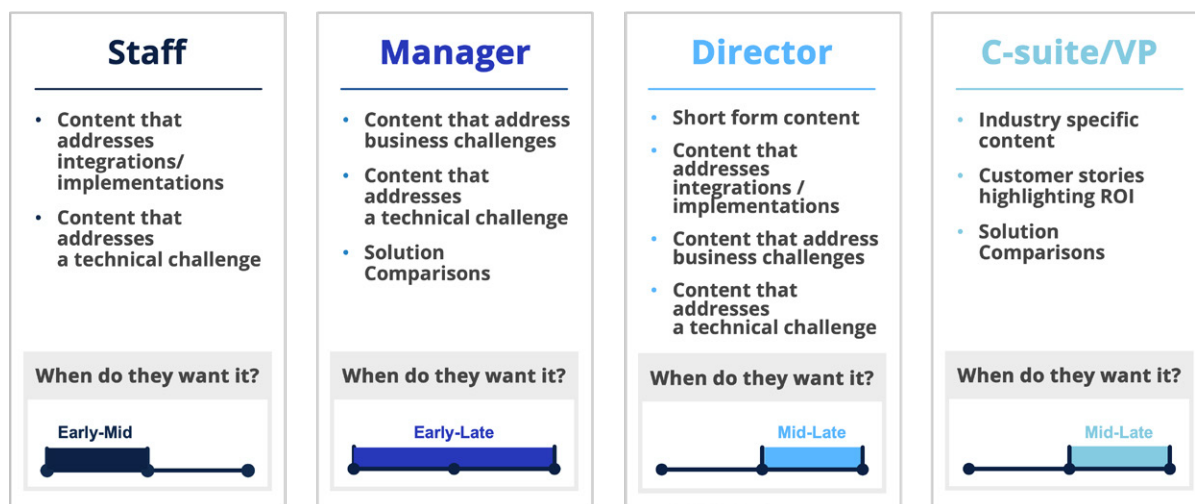 Staff
• Content that
addresses
integrations/
implementations
• Content that
addresses
a technical challenge
When do they want it?
Early-Mid
Manager
• Content that address
business challenges
• Content that
addresses
a technical challenge
• Solution
Comparisons
When do they want it?
Early-Late
Director
• Short form content
• Content that
addresses
integrations /
implementations
• Content that address
business challenges
• Content that
addresses
a technical challenge
When do they want it?
Mid-Late
C-suite/VP
• Industry specific
content
• Customer stories
highlighting ROI
• Solution
Comparisons
When do they want it?
Mid-Late